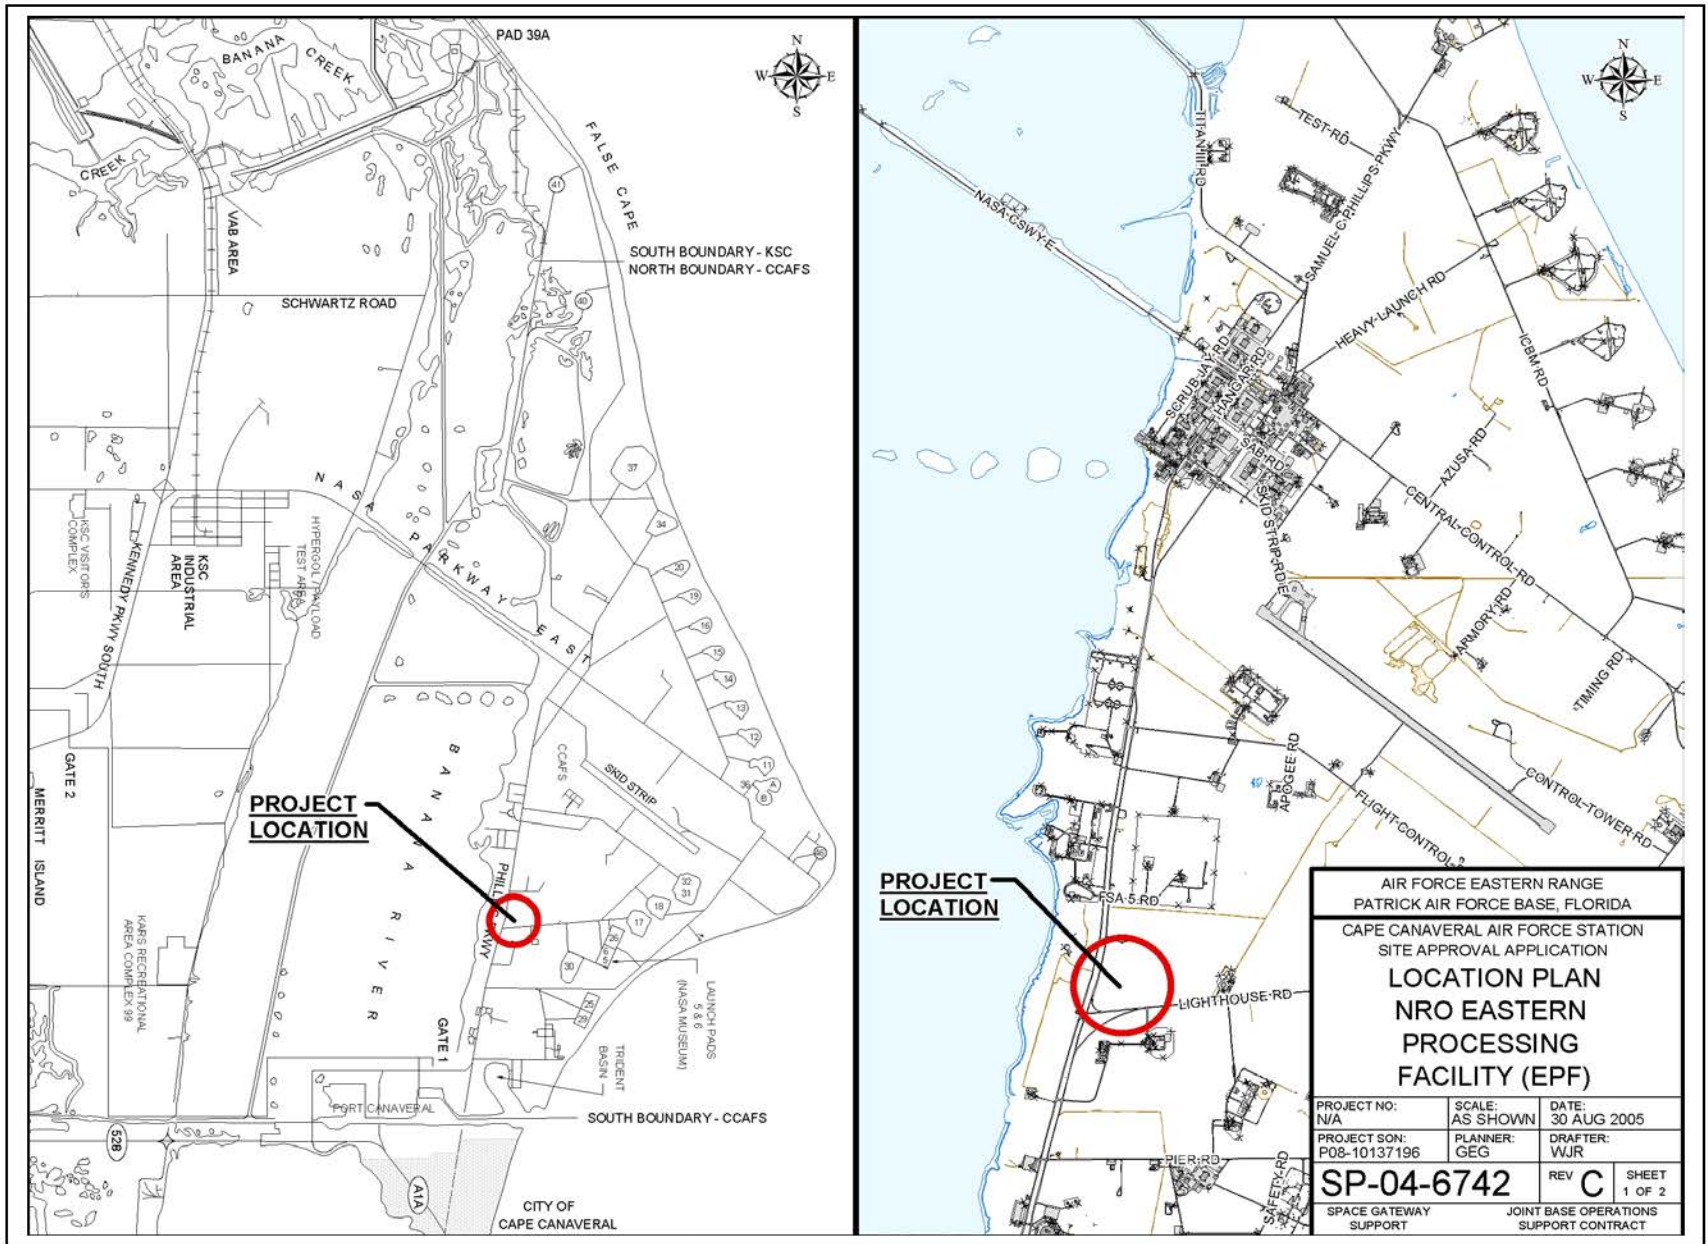 PAD 39A
BANANA
CREEK
N
W
E
S
CREEK
FALSE CAPE
41
VAB AREA
SOUTH BOUNDARY - KSC
NORTH BOUNDARY - CCAFS
SCHWARTZ ROAD
40
37
NASA PARKWAY EAST
34
KSC VISITORS
COMPLEX
KENNEDY PKWY SOUTH
KSC
INDUSTRIAL
AREA
HYPERGOL / PAYLOAD
TEST AREA
20
19
16
15
14
13
12
11
36
A
B
GATE 2
MERRITT ISLAND
BANANA RIVER
CCAFS
SKID STRIP
PROJECT
LOCATION
46
KARS RECREATIONAL
AREA COMPLEX 99
32
31
18
17
26
5
30
25
29
LAUNCH PADS
5 & 6
(NASA MUSEUM)
GATE 1
TRIDENT
BASIN
PORT CANAVERAL
SOUTH BOUNDARY - CCAFS
528
A1A
CITY OF
CAPE CANAVERAL
N
W
E
S
TITAN III RD
TEST RD
SAMUEL C PHILLIPS PKWY
NASA CSWY E
HEAVY LAUNCH RD
ICBM RD
SCRUB JAY RD
HANGAR RD
SAB RD
SKID STRIP RD E
AZUSA RD
CENTRAL CONTROL RD
ARMORY RD
TIMING RD
APOGEE RD
FLIGHT CONTROL
CONTROL TOWER RD
FSA 5 RD
PROJECT
LOCATION
LIGHTHOUSE RD
PIER RD
SAFETY RD
AIR FORCE EASTERN RANGE
PATRICK AIR FORCE BASE, FLORIDA
CAPE CANAVERAL AIR FORCE STATION
SITE APPROVAL APPLICATION
LOCATION PLAN
NRO EASTERN
PROCESSING
FACILITY (EPF)
PROJECT NO:
N/A
SCALE:
AS SHOWN
DATE:
30 AUG 2005
PROJECT SON:
P08-10137196
PLANNER:
GEG
DRAFTER:
WJR
SP-04-6742
REV C
SHEET
1 OF 2
SPACE GATEWAY
SUPPORT
JOINT BASE OPERATIONS
SUPPORT CONTRACT